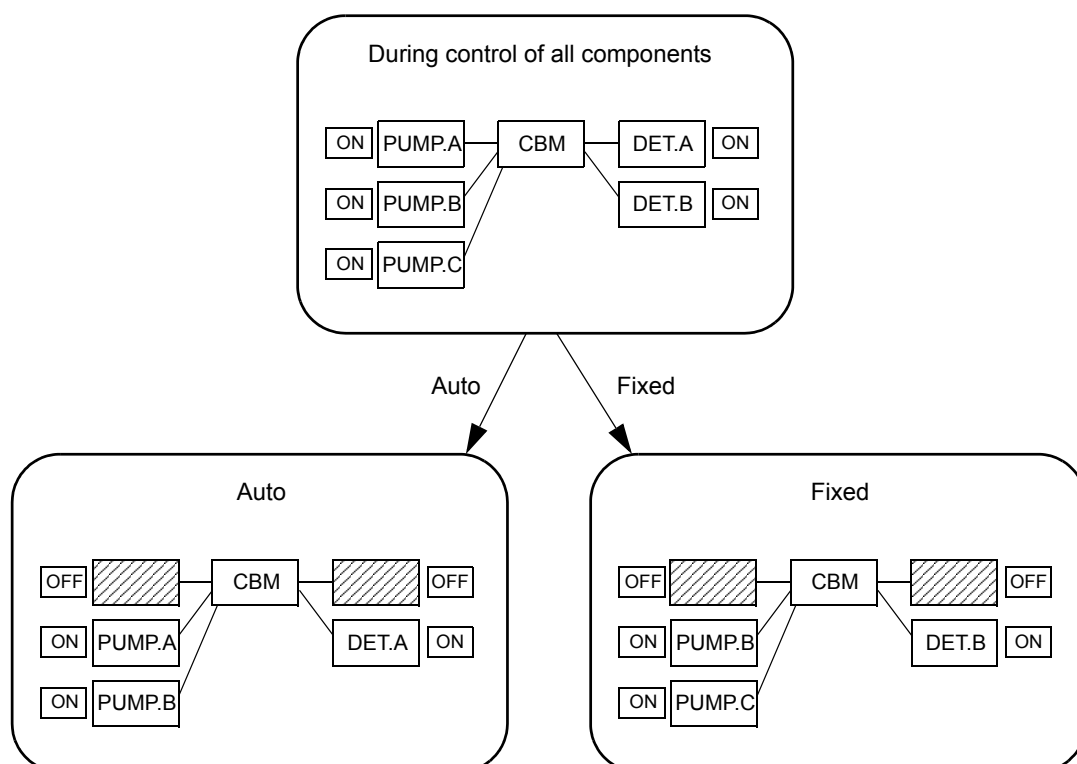 During control of all components
ON PUMP.A CBM DET.A ON
ON PUMP.B DET.B ON
ON PUMP.C
Auto Fixed
Auto
OFF CBM OFF
ON PUMP.A DET.A ON
ON PUMP.B
Fixed
OFF CBM OFF
ON PUMP.B DET.B ON
ON PUMP.C